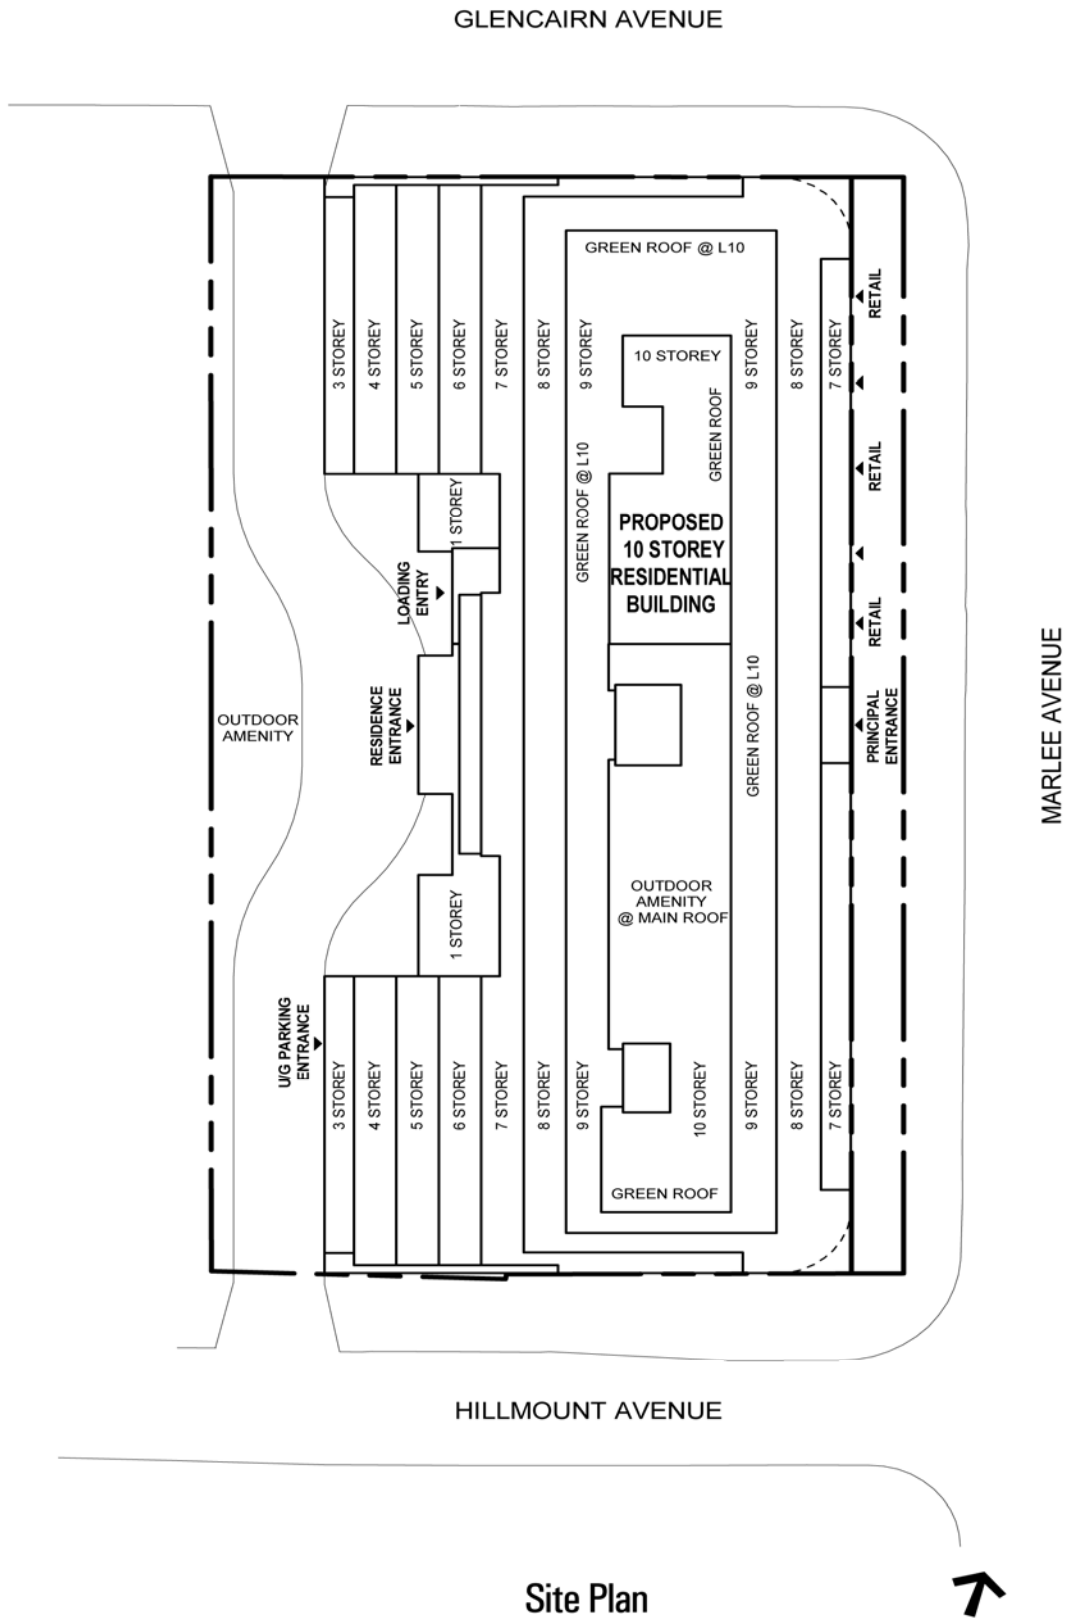 GLENCAIRN AVENUE
GREEN ROOF @ L10
RETAIL
3 STOREY
4 STOREY
5 STOREY
6 STOREY
7 STOREY
8 STOREY
9 STOREY
10 STOREY
9 STOREY
8 STOREY
7 STOREY
GREEN ROOF
GREEN ROOF @ L10
RETAIL
1 STOREY
PROPOSED
10 STOREY
RESIDENTIAL
BUILDING
LOADING
ENTRY
RETAIL
OUTDOOR
AMENITY
RESIDENCE
ENTRANCE
GREEN ROOF @ L10
PRINCIPAL
ENTRANCE
MARLEE AVENUE
1 STOREY
OUTDOOR
AMENITY
@ MAIN ROOF
U/G PARKING
ENTRANCE
3 STOREY
4 STOREY
5 STOREY
6 STOREY
7 STOREY
8 STOREY
9 STOREY
10 STOREY
9 STOREY
8 STOREY
7 STOREY
GREEN ROOF
HILLMOUNT AVENUE
Site Plan